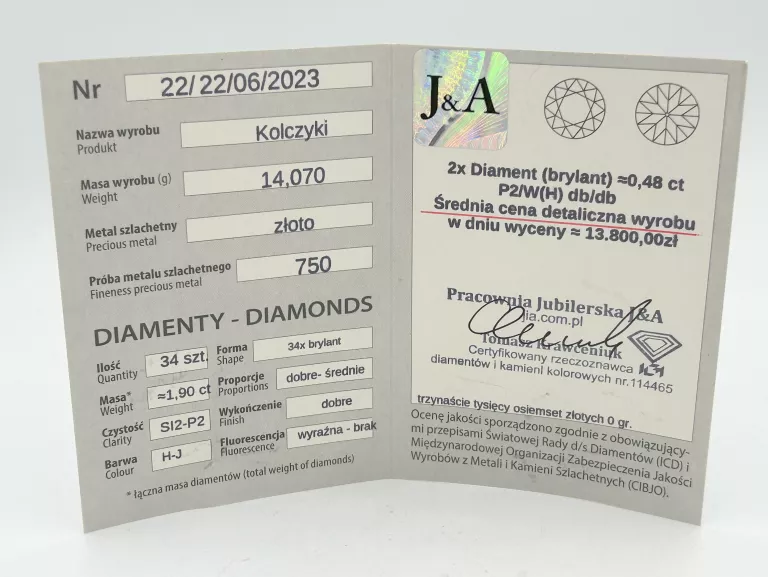 Nr 22/ 22/06/2023
Nazwa wyrobu
Produkt
Kolczyki
Masa wyrobu (g)
Weight
14,070
Metal szlachetny
Precious metal
złoto
Próba metalu szlachetnego
Fineness precious metal
750
DIAMENTY - DIAMONDS
Ilość
Quantity
34 szt.
Forma
Shape
34x brylant
Masa*
Weight
≈1,90 ct
Proporcje
Proportions
dobre- średnie
Czystość
Clarity
SI2-P2
Wykończenie
Finish
dobre
Barwa
Colour
H-J
Fluorescencja
Fluorescence
wyraźna - brak
* łączna masa diamentów (total weight of diamonds)
J&A
2x Diament (brylant) ≈0,48 ct
P2/W(H) db/db
Średnia cena detaliczna wyrobu
w dniu wyceny ≈ 13.800,00zł
Pracownia Jubilerska J&A
jia.com.pl
Tomasz Krawceniuk
Certyfikowany rzeczoznawca
diamentów i kamieni kolorowych nr.114465
trzynaście tysięcy osiemset złotych 0 gr.
Ocenę jakości sporządzono zgodnie z obowiązujący-
mi przepisami Światowej Rady d/s Diamentów (ICD) i
Międzynarodowej Organizacji Zabezpieczenia Jakości
Wyrobów z Metali i Kamieni Szlachetnych (CIBJO).